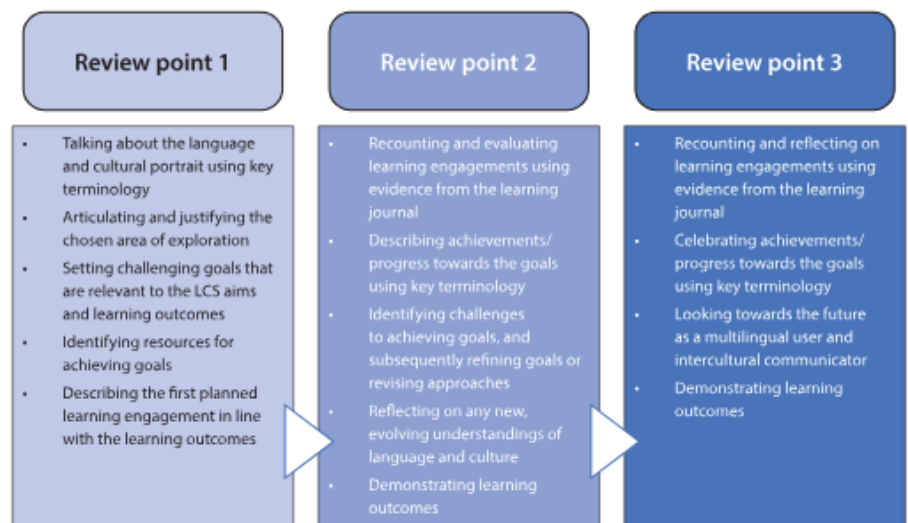 Review point 1
• Talking about the language
and cultural portrait using key
terminology
• Articulating and justifying the
chosen area of exploration
• Setting challenging goals that
are relevant to the LCS aims
and learning outcomes
• Identifying resources for
achieving goals
• Describing the first planned
learning engagement in line
with the learning outcomes
Review point 2
• Recounting and evaluating
learning engagements using
evidence from the learning
journal
• Describing achievements/
progress towards the goals
using key terminology
• Identifying challenges
to achieving goals, and
subsequently refining goals or
revising approaches
• Reflecting on any new,
evolving understandings of
language and culture
• Demonstrating learning
outcomes
Review point 3
• Recounting and reflecting on
learning engagements using
evidence from the learning
journal
• Celebrating achievements/
progress towards the goals
using key terminology
• Looking towards the future
as a multilingual user and
intercultural communicator
• Demonstrating learning
outcomes